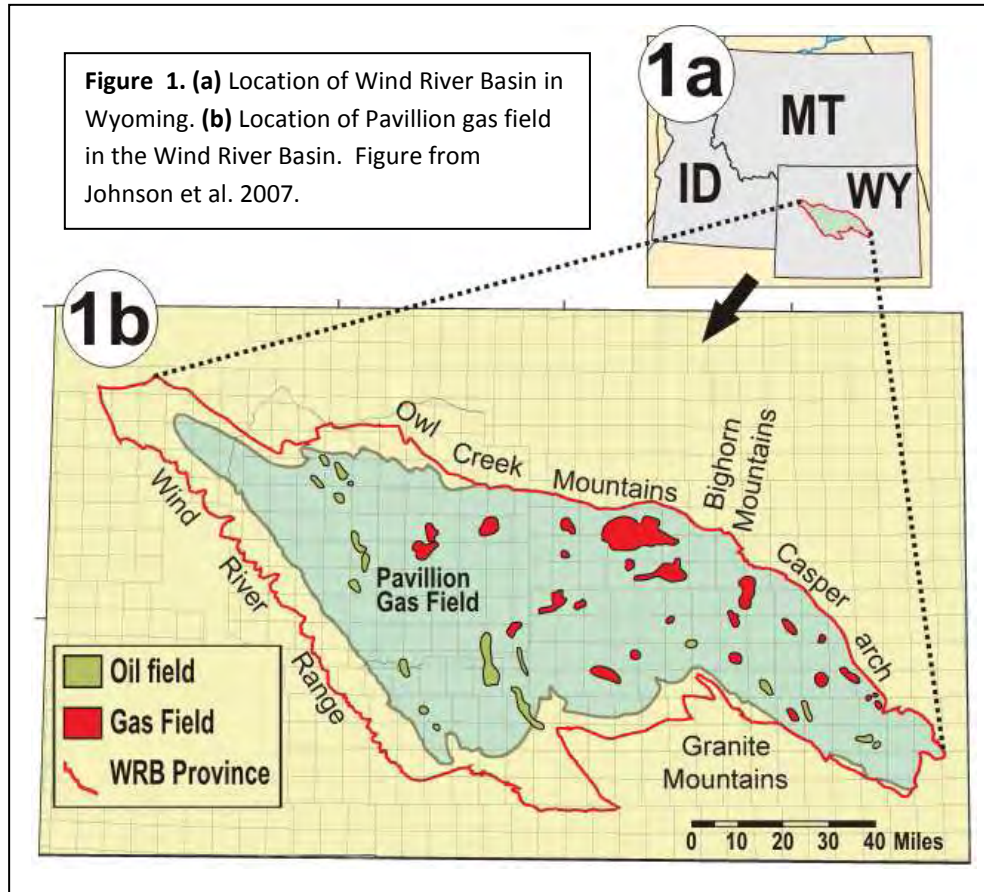 Figure 1. (a) Location of Wind River Basin in
Wyoming. (b) Location of Pavillion gas field
in the Wind River Basin. Figure from
Johnson et al. 2007.
1a
MT
ID
WY
1b
Owl
Creek
Mountains
Bighorn
Mountains
Casper
arch
Wind
River
Range
Pavillion
Gas Field
Granite
Mountains
Oil field
Gas Field
WRB Province
0 10 20 40 Miles